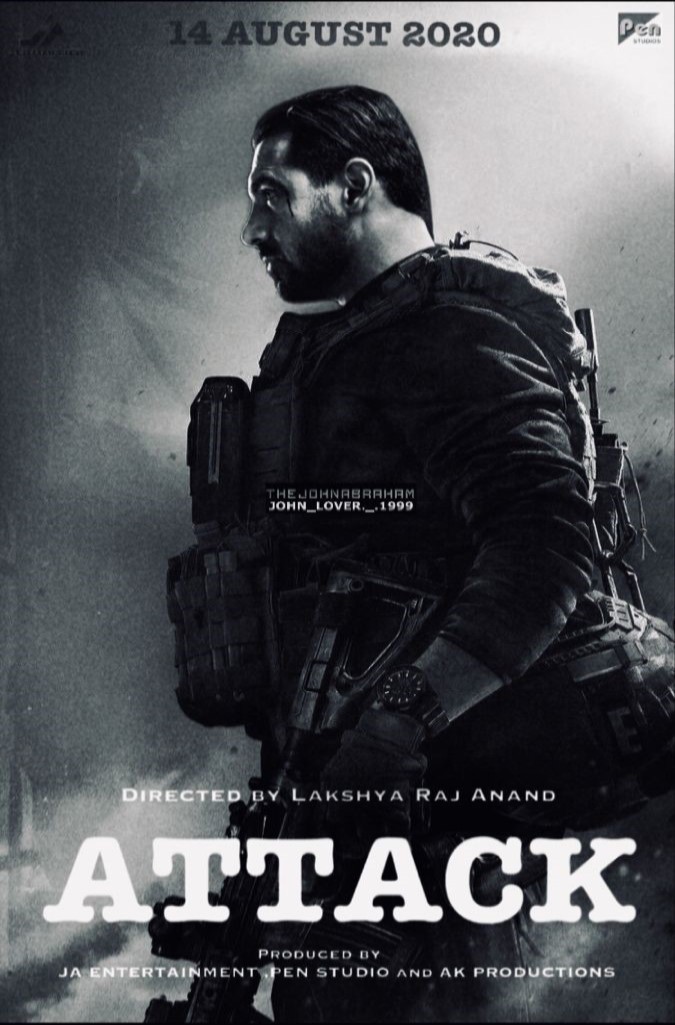 14 AUGUST 2020
Pen
STUDIOS
THEJOHNABRAHAM
JOHN_LOVER._.1999
DIRECTED BY LAKSHYA RAJ ANAND
ATTACK
PRODUCED BY
JA ENTERTAINMENT ,PEN STUDIO AND AK PRODUCTIONS